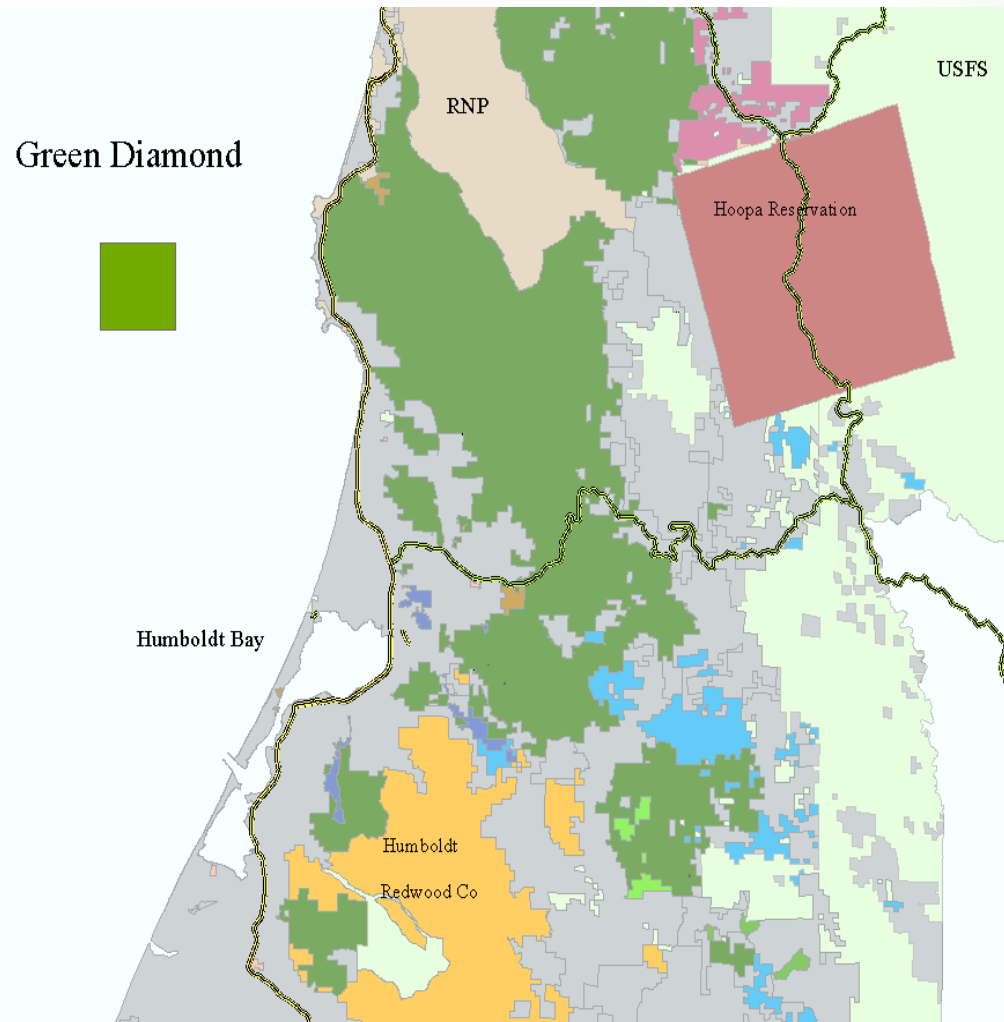 USFS
RNP
Green Diamond
Hoopa Reservation
Humboldt Bay
Humboldt
Redwood Co